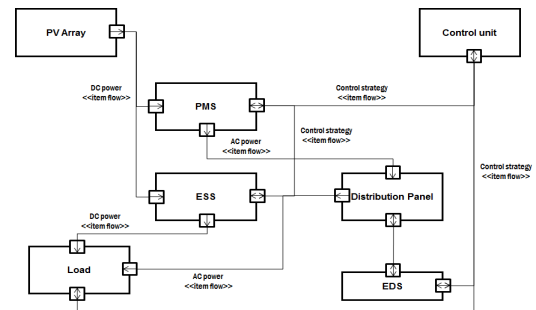 PV Array
Control unit
DC power
<<item flow>>
Control strategy
<<item flow>>
PMS
AC power
<<item flow>>
Control strategy
<<item flow>>
Control strategy
<<item flow>>
ESS
Distribution Panel
DC power
<<item flow>>
Load
AC power
<<item flow>>
EDS